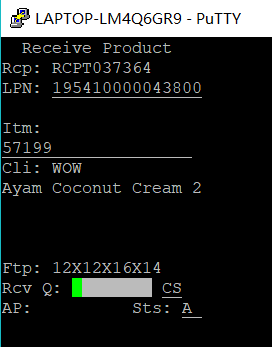 LAPTOP-LM4Q6GR9 - PuTTY
Receive Product
Rcp: RCPT037364
LPN: 195410000043800
Itm:
57199
Cli: WOW
Ayam Coconut Cream 2
Ftp: 12X12X16X14
Rcv Q: CS
AP: Sts: A